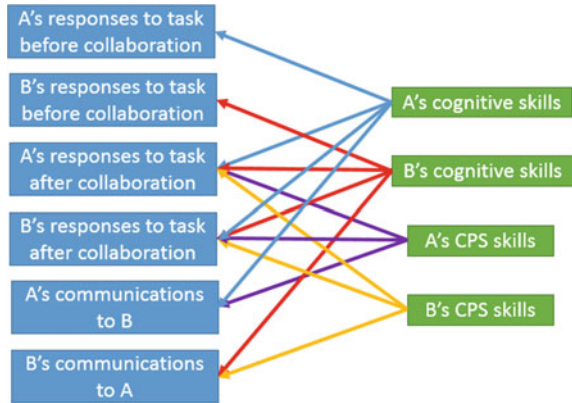 A's responses to task
before collaboration
B's responses to task
before collaboration
A's responses to task
after collaboration
B's responses to task
after collaboration
A's communications
to B
B's communications
to A
A's cognitive skills
B's cognitive skills
A's CPS skills
B's CPS skills